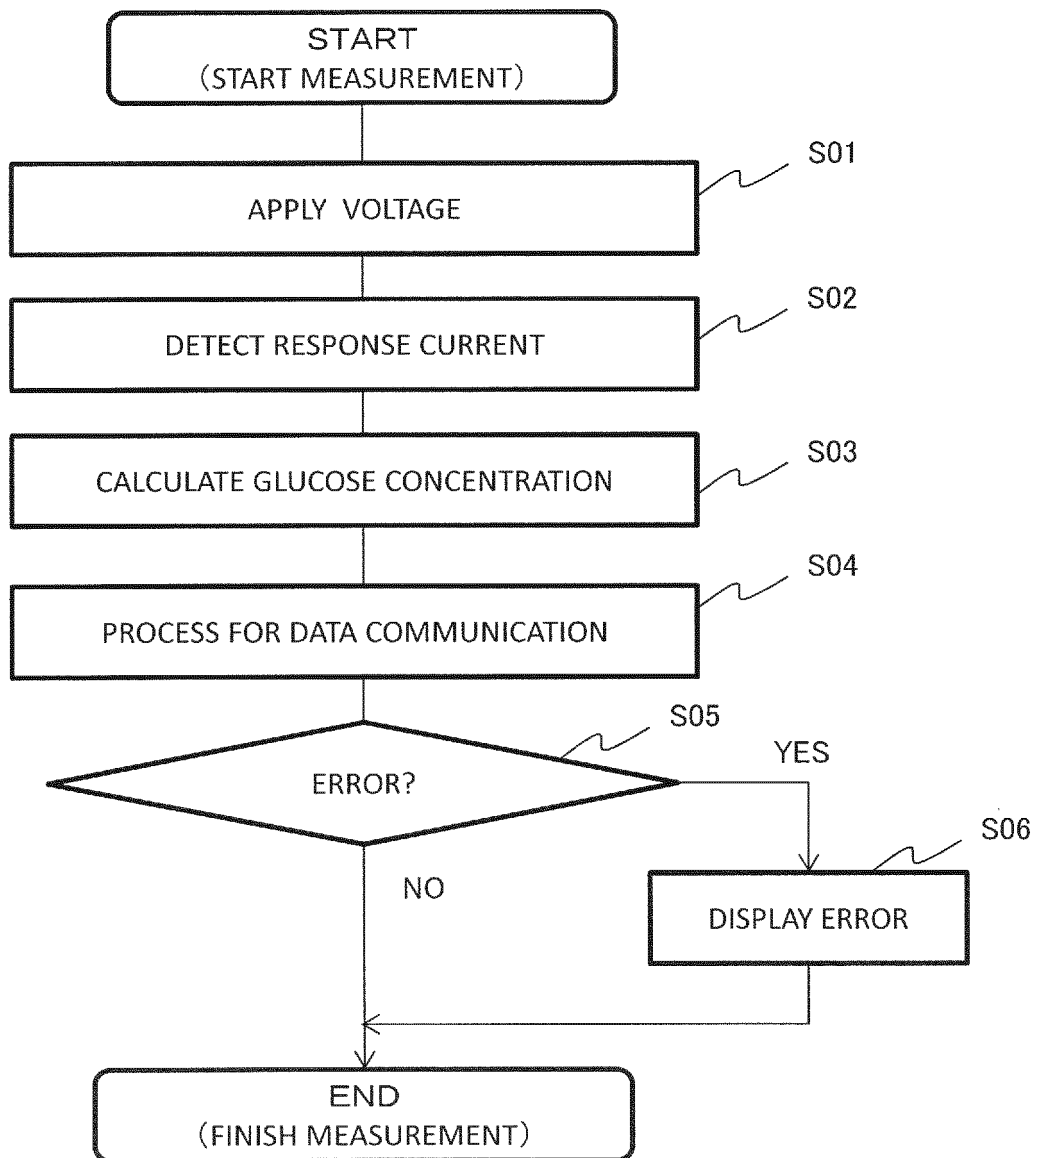 START
(START MEASUREMENT)
S01
APPLY VOLTAGE
S02
DETECT RESPONSE CURRENT
S03
CALCULATE GLUCOSE CONCENTRATION
S04
PROCESS FOR DATA COMMUNICATION
S05
YES
ERROR?
S06
NO
DISPLAY ERROR
END
(FINISH MEASUREMENT)